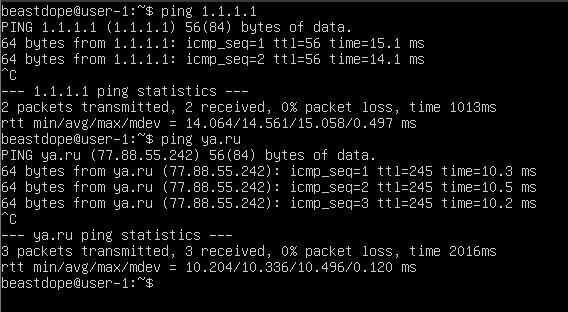 beastdope@user-1:~$ ping 1.1.1.1
PING 1.1.1.1 (1.1.1.1) 56(84) bytes of data.
64 bytes from 1.1.1.1: icmp_seq=1 ttl=56 time=15.1 ms
64 bytes from 1.1.1.1: icmp_seq=2 ttl=56 time=14.1 ms
^C
--- 1.1.1.1 ping statistics ---
2 packets transmitted, 2 received, 0% packet loss, time 1013ms
rtt min/avg/max/mdev = 14.064/14.561/15.058/0.497 ms
beastdope@user-1:~$ ping ya.ru
PING ya.ru (77.88.55.242) 56(84) bytes of data.
64 bytes from ya.ru (77.88.55.242): icmp_seq=1 ttl=245 time=10.3 ms
64 bytes from ya.ru (77.88.55.242): icmp_seq=2 ttl=245 time=10.5 ms
64 bytes from ya.ru (77.88.55.242): icmp_seq=3 ttl=245 time=10.2 ms
^C
--- ya.ru ping statistics ---
3 packets transmitted, 3 received, 0% packet loss, time 2016ms
rtt min/avg/max/mdev = 10.204/10.336/10.496/0.120 ms
beastdope@user-1:~$